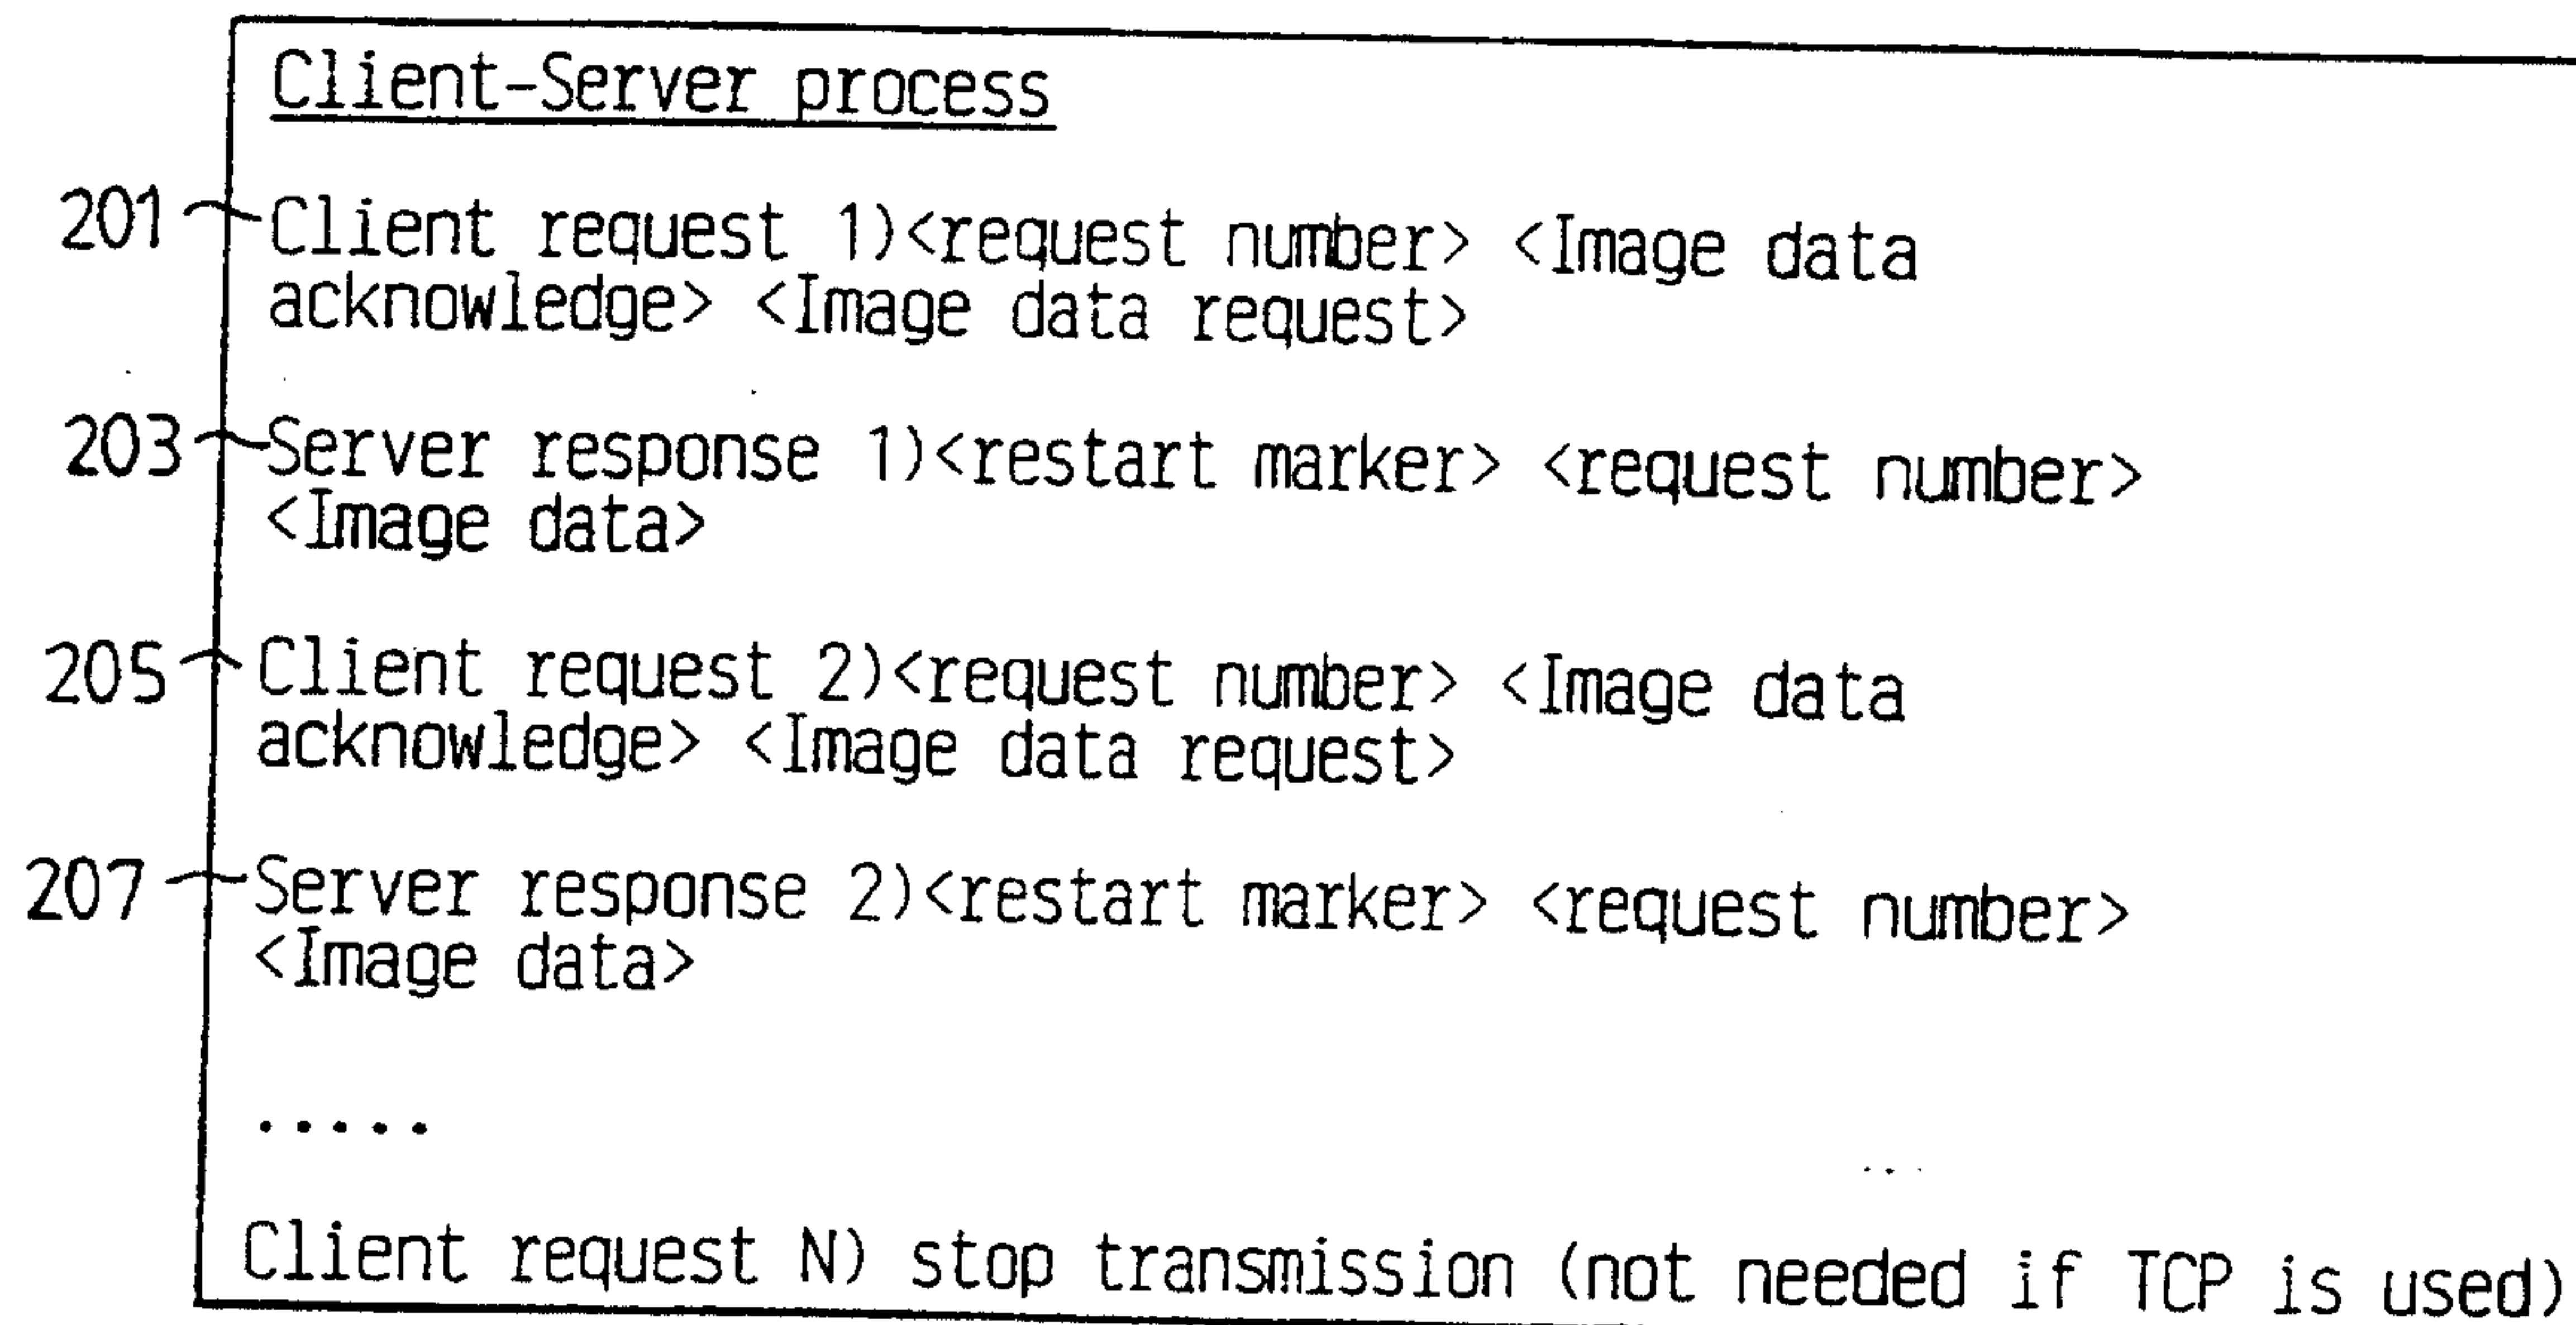 Client-Server process
201 Client request 1)<request number> <Image data
acknowledge> <Image data request>
203 Server response 1)<restart marker> <request number>
<Image data>
205 Client request 2)<request number> <Image data
acknowledge> <Image data request>
207 Server response 2)<restart marker> <request number>
<Image data>
.....
Client request N) stop transmission (not needed if TCP is used)